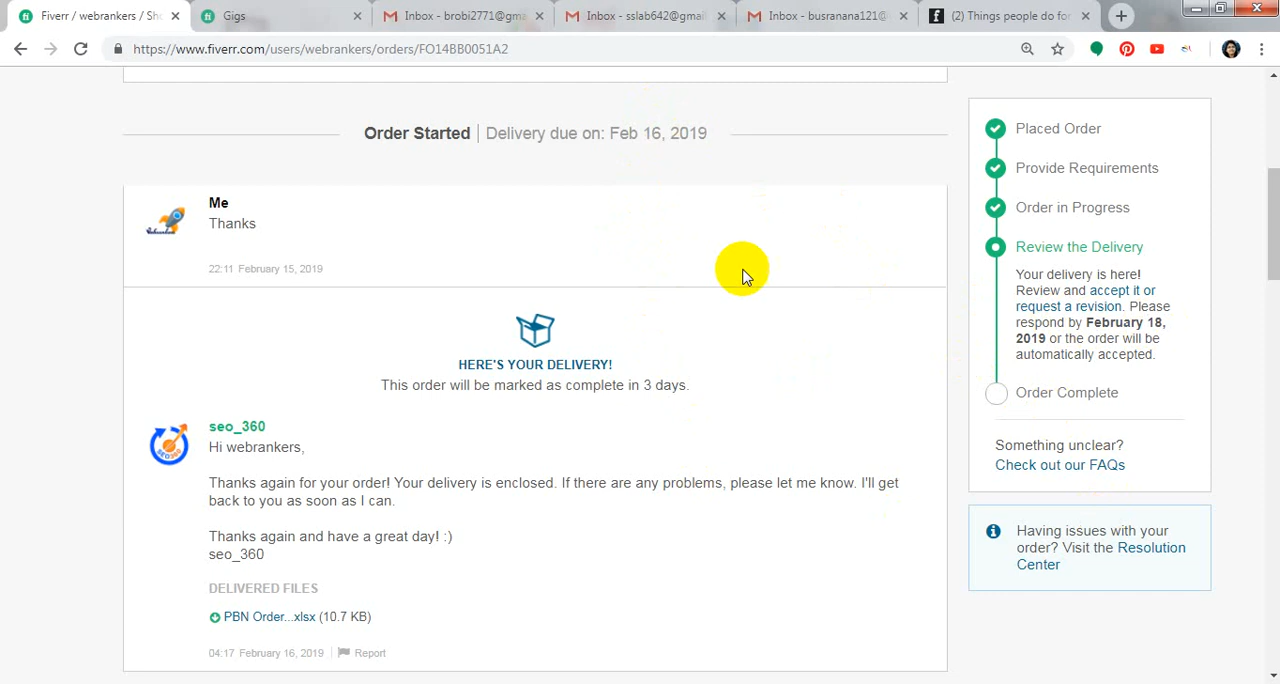 Fiverr / webrankers / Sho
Gigs
Inbox - brobi2771@gma
Inbox - sslab642@gmai
Inbox - busranana121@
(2) Things people do for
https://www.fiverr.com/users/webrankers/orders/FO14BB0051A2
Order Started | Delivery due on: Feb 16, 2019
Me
Thanks
22:11 February 15, 2019
HERE'S YOUR DELIVERY!
This order will be marked as complete in 3 days.
seo_360
Hi webrankers,
Thanks again for your order! Your delivery is enclosed. If there are any problems, please let me know. I'll get
back to you as soon as I can.
Thanks again and have a great day! :)
seo_360
DELIVERED FILES
PBN Order...xlsx (10.7 KB)
04:17 February 16, 2019 | Report
Placed Order
Provide Requirements
Order in Progress
Review the Delivery
Your delivery is here!
Review and accept it or
request a revision. Please
respond by February 18,
2019 or the order will be
automatically accepted.
Order Complete
Something unclear?
Check out our FAQs
Having issues with your
order? Visit the Resolution
Center